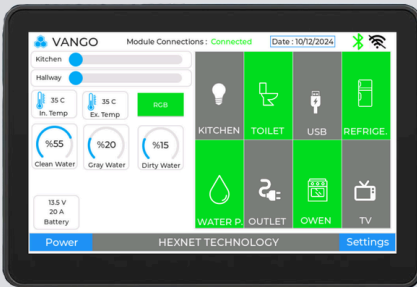 VANGO
Module Connections : Connected
Date : 10/12/2024
Kitchen
Hallway
35 C
In. Temp
35 C
Ex. Temp
RGB
%55
Clean Water
%20
Gray Water
%15
Dirty Water
13.5 V
20 A
Battery
KITCHEN
TOILET
USB
REFRIGE.
WATER P.
OUTLET
OWEN
TV
Power
HEXNET TECHNOLOGY
Settings